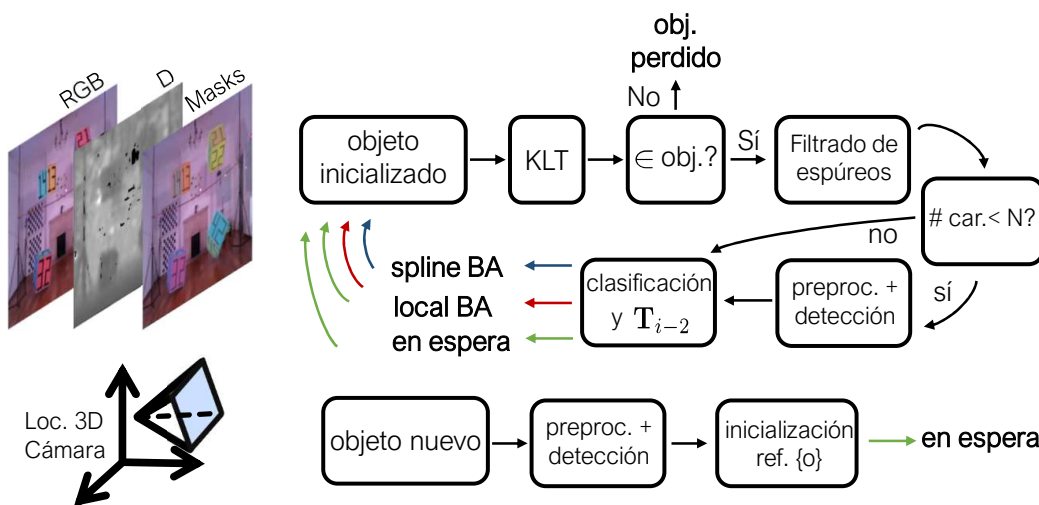 RGB
D
Masks
Loc. 3D
Cámara
obj.
perdido
No
objeto
inicializado
KLT
∈ obj.?
Sí
Filtrado de
espúreos
# car.< N?
no
sí
preproc. +
detección
clasificación
y T_{i−2}
spline BA
local BA
en espera
objeto nuevo
preproc. +
detección
inicialización
ref. {o}
en espera